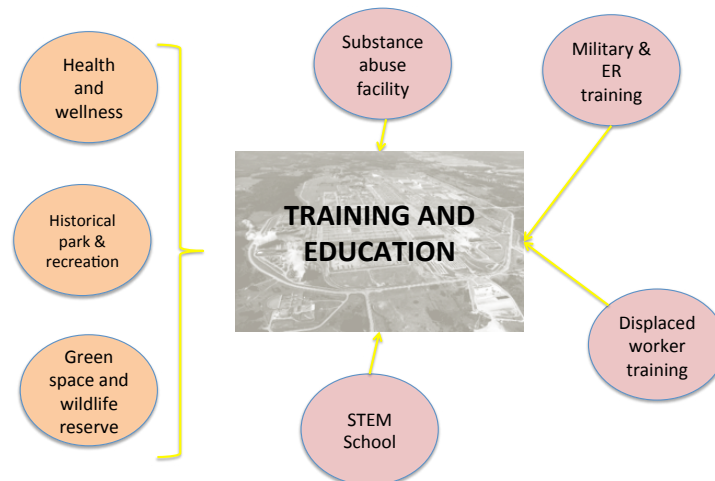 Health
and
wellness
Historical
park &
recreation
Green
space and
wildlife
reserve
Substance
abuse
facility
Military &
ER
training
TRAINING AND
EDUCATION
STEM
School
Displaced
worker
training